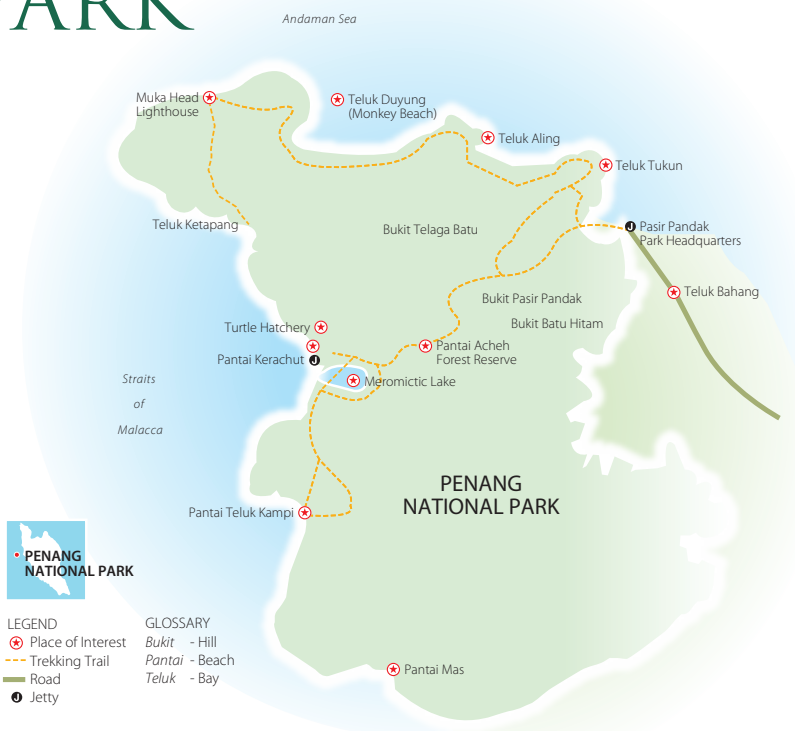 PARK
Andaman Sea
Muka Head
Lighthouse
Teluk Duyung
(Monkey Beach)
Teluk Aling
Teluk Tukun
Teluk Ketapang
Bukit Telaga Batu
J Pasir Pandak
Park Headquarters
Teluk Bahang
Bukit Pasir Pandak
Bukit Batu Hitam
Turtle Hatchery
Pantai Kerachut J
Pantai Acheh
Forest Reserve
Meromictic Lake
Straits
of
Malacca
PENANG
NATIONAL PARK
Pantai Teluk Kampi
PENANG
NATIONAL PARK
LEGEND
Place of Interest
Trekking Trail
Road
J Jetty
GLOSSARY
Bukit - Hill
Pantai - Beach
Teluk - Bay
Pantai Mas